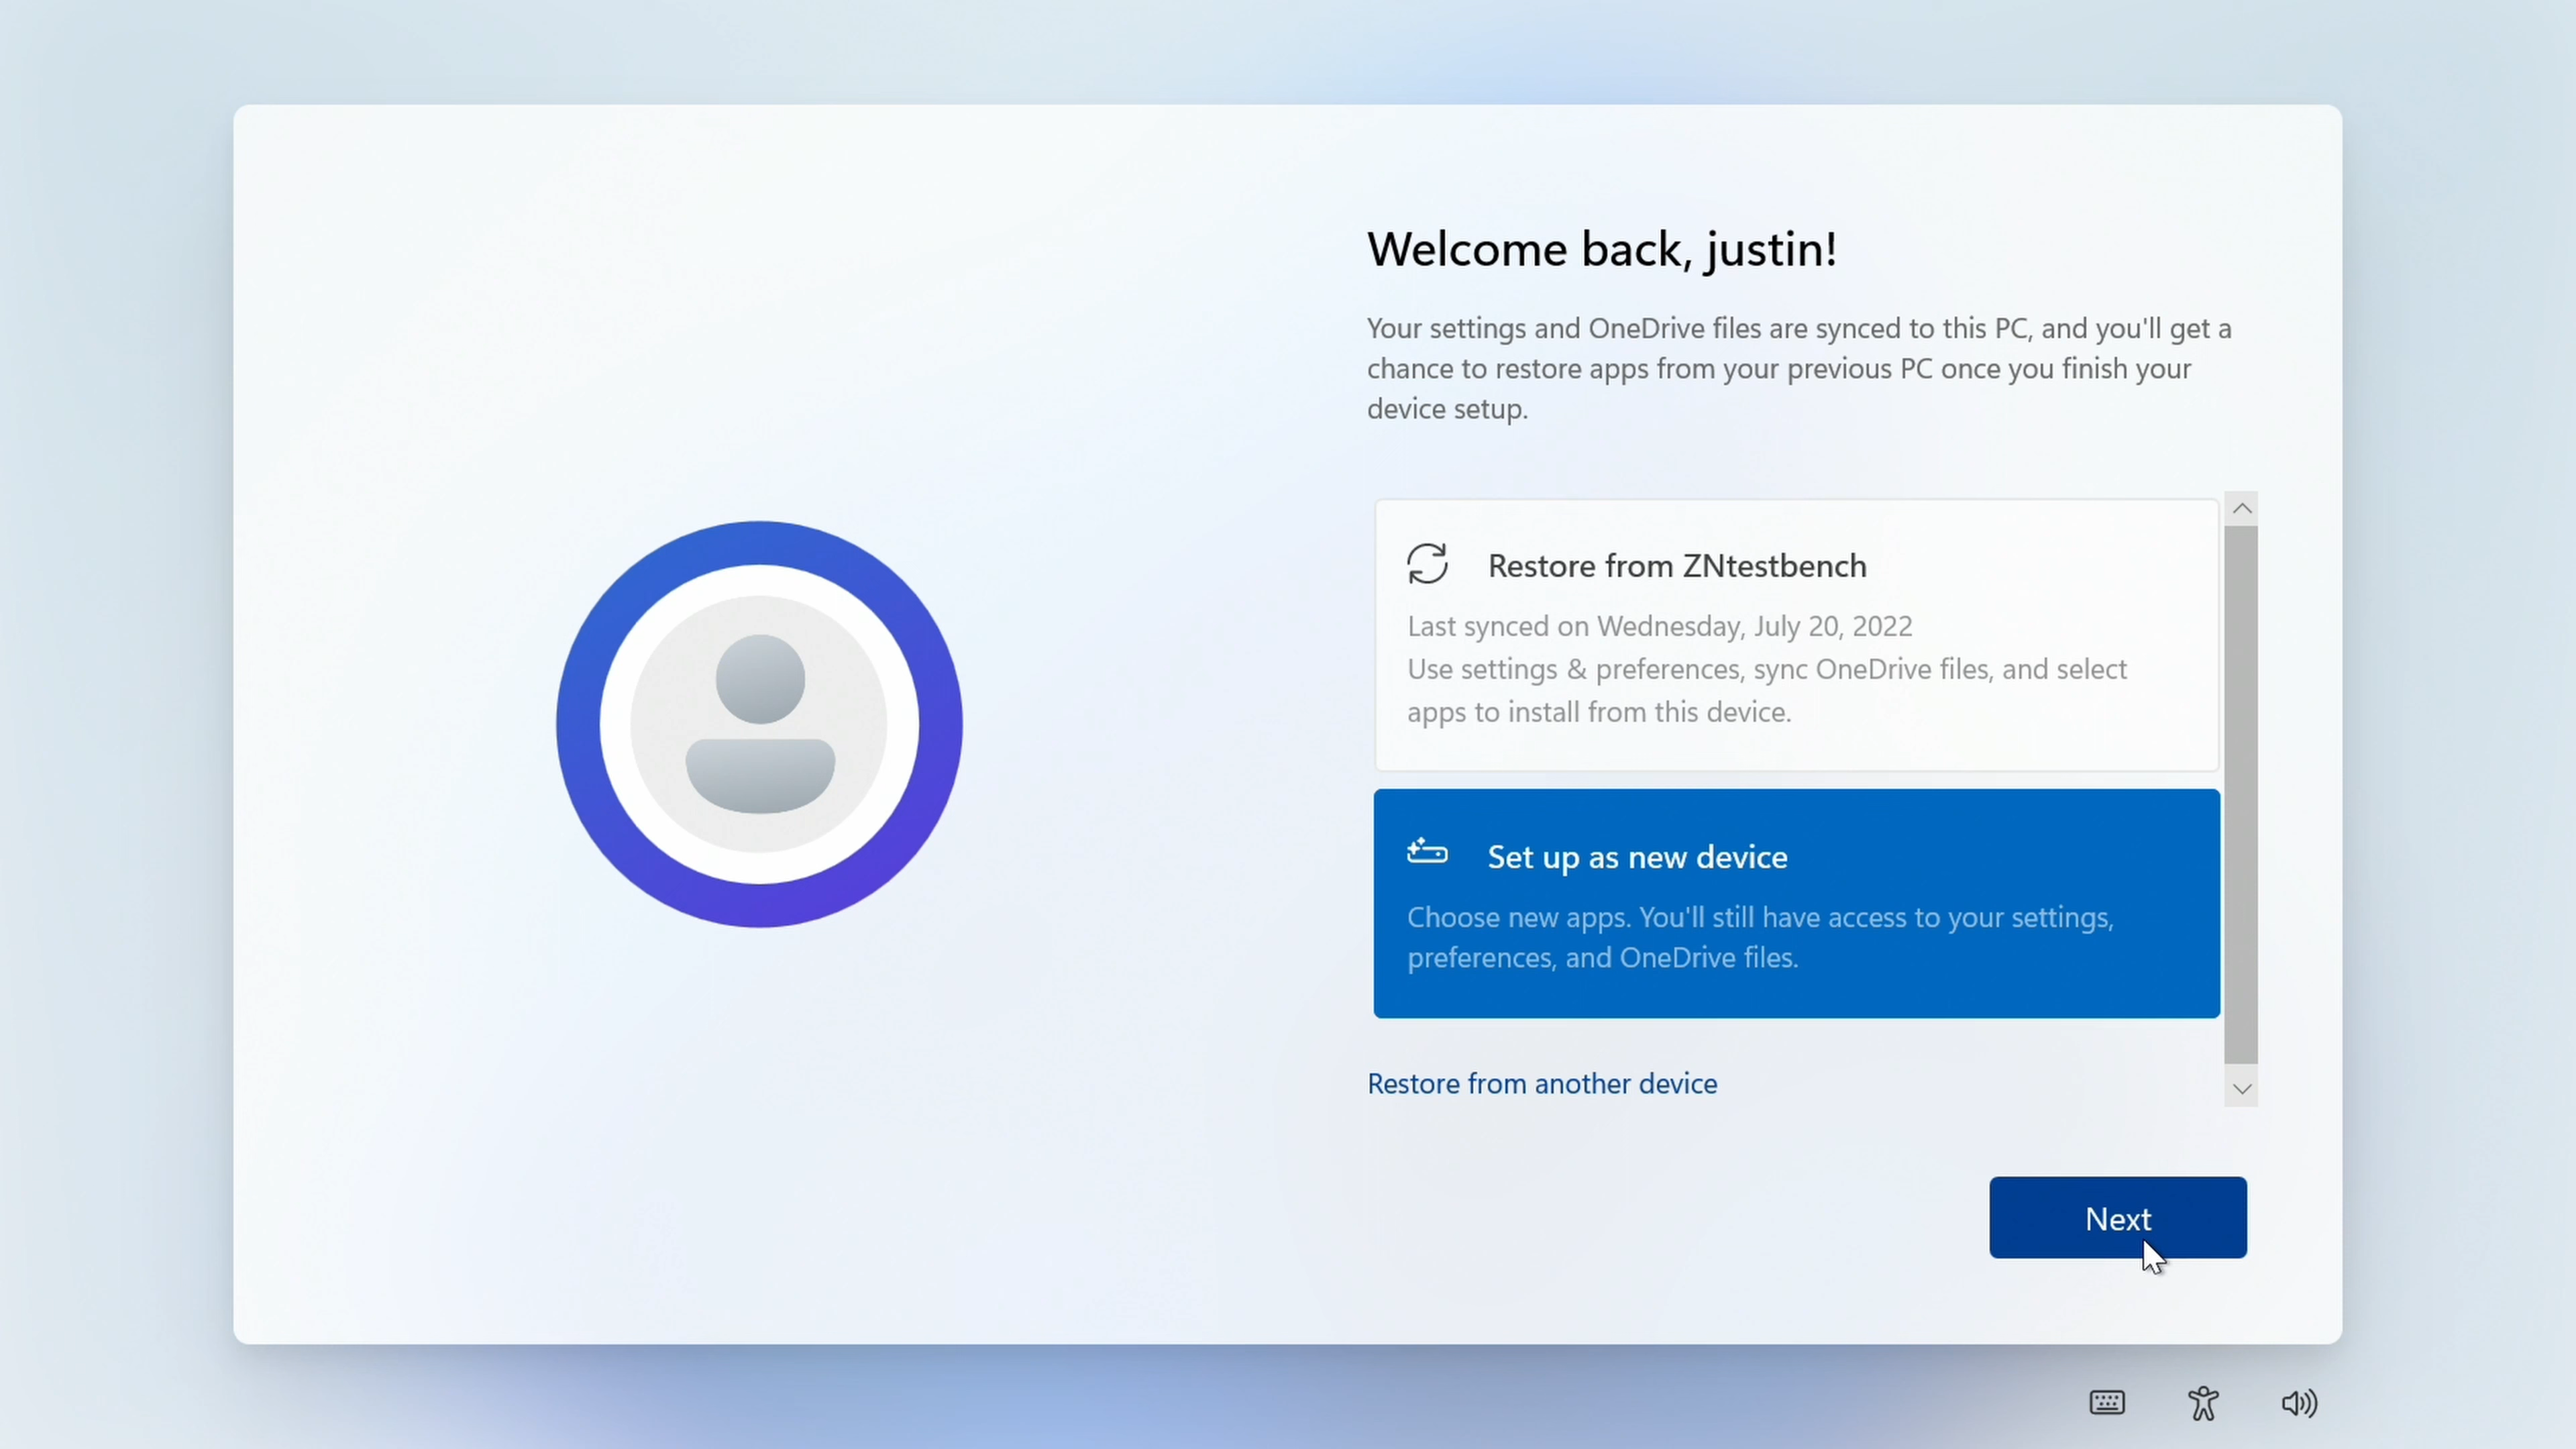 Welcome back, justin!
Your settings and OneDrive files are synced to this PC, and you'll get a
chance to restore apps from your previous PC once you finish your
device setup.
Restore from ZNtestbench
Last synced on Wednesday, July 20, 2022
Use settings & preferences, sync OneDrive files, and select
apps to install from this device.
Set up as new device
Choose new apps. You'll still have access to your settings,
preferences, and OneDrive files.
Restore from another device
Next